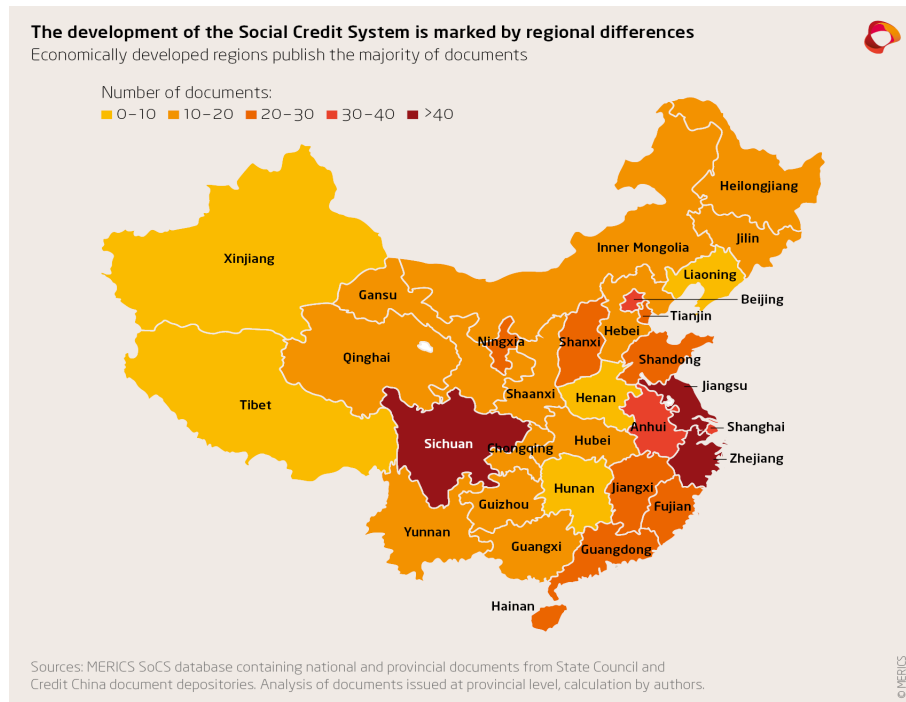 The development of the Social Credit System is marked by regional differences
Economically developed regions publish the majority of documents
Number of documents:
0–10 10–20 20–30 30–40 >40
Heilongjiang
Jilin
Inner Mongolia
Xinjiang
Liaoning
Gansu
Beijing
Tianjin
Hebei
Ningxia
Shanxi
Qinghai
Shandong
Jiangsu
Shaanxi
Henan
Tibet
Anhui
Shanghai
Hubei
Sichuan
Chongqing
Zhejiang
Hunan
Jiangxi
Guizhou
Fujian
Yunnan
Guangxi
Guangdong
Hainan
Sources: MERICS SoCS database containing national and provincial documents from State Council and
Credit China document depositories. Analysis of documents issued at provincial level, calculation by authors.
© MERICS